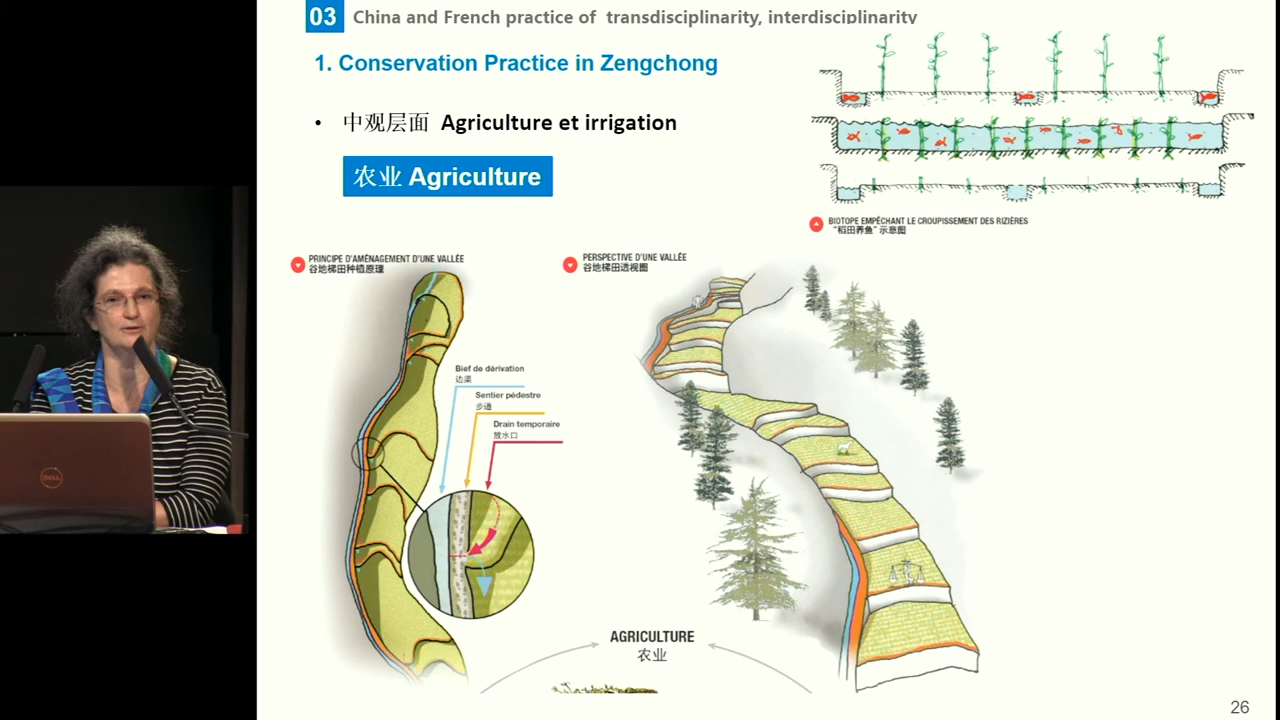 03 China and French practice of transdisciplinarity, interdisciplinarity
1. Conservation Practice in Zengchong
• 中观层面 Agriculture et irrigation
农业 Agriculture
BIOTOPE EMPÊCHANT LE CROUPISSEMENT DES RIZIÈRES
“稻田养鱼”示意图
PRINCIPE D'AMÉNAGEMENT D'UNE VALLÉE
谷地梯田种植原理
PERSPECTIVE D'UNE VALLÉE
谷地梯田透视图
Bief de dérivation
边渠
Sentier pédestre
步道
Drain temporaire
放水口
AGRICULTURE
农业
DELL
26